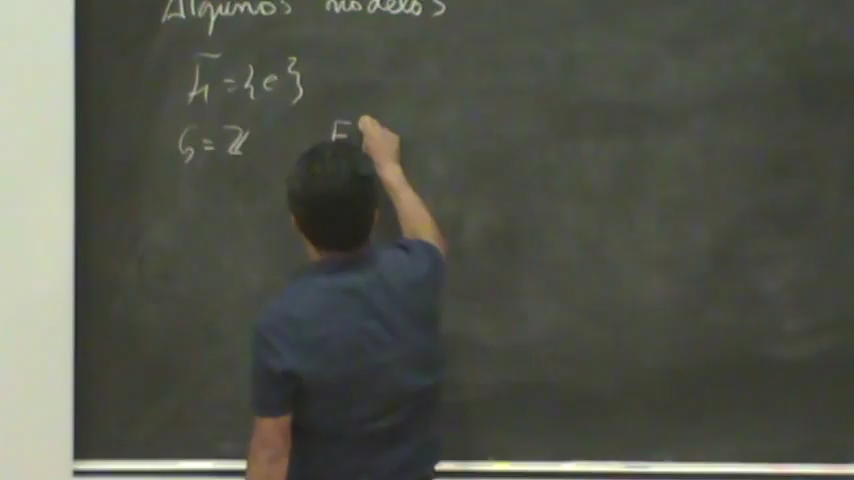 Algunos modelos
F = {e}
G = ℤ E